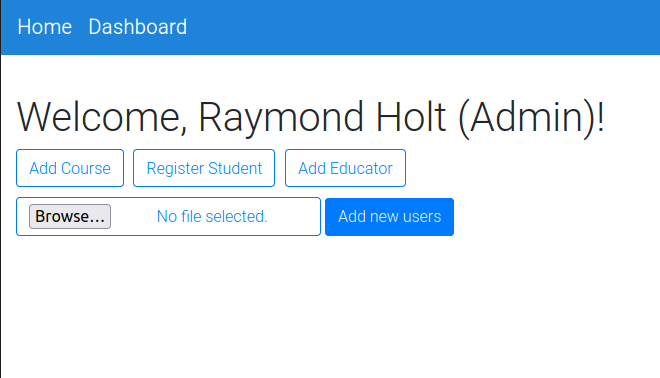 Home Dashboard
Welcome, Raymond Holt (Admin)!
Add Course Register Student Add Educator
Browse... No file selected. Add new users